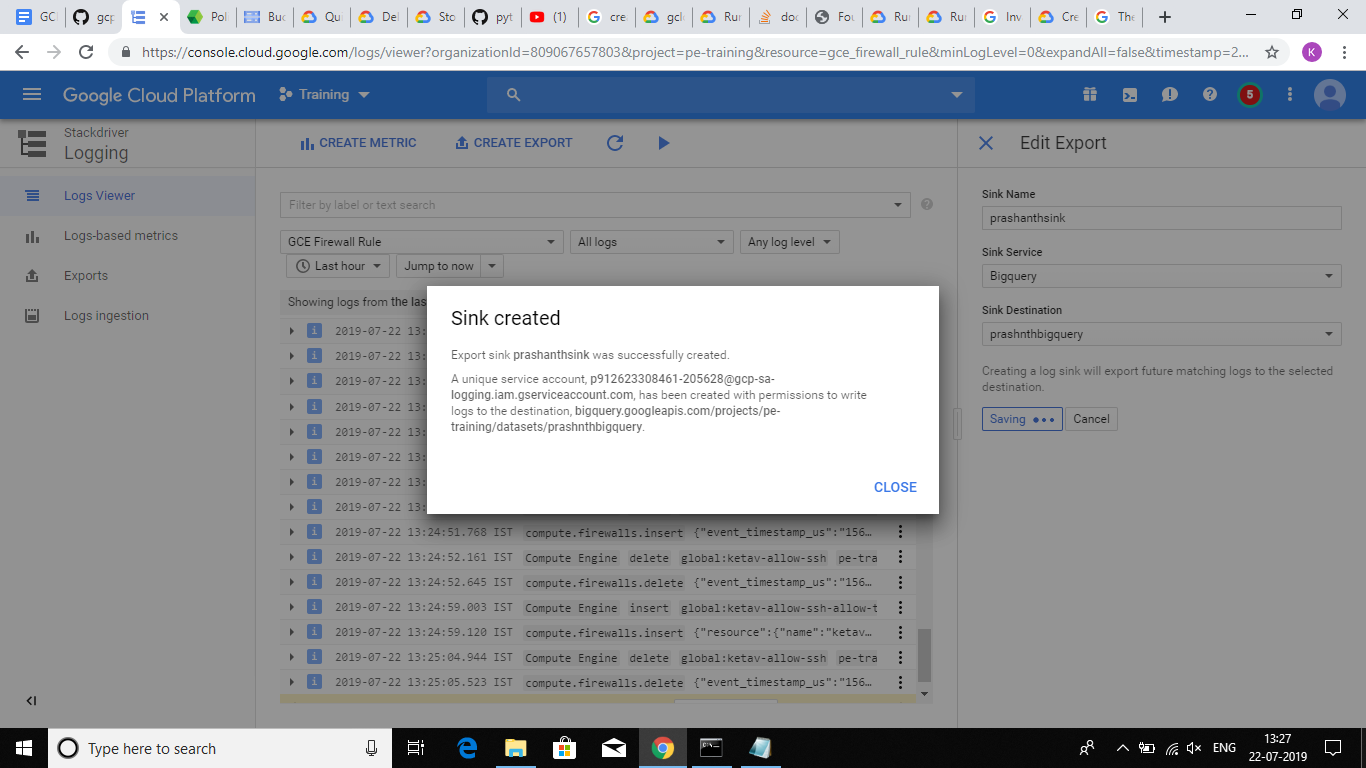 GC
gcp
Pol
Buc
Qu
Del
Sto
pyt
(1)
cre
gcl
Rur
doc
Fou
Rur
Rur
Inv
Cre
The
https://console.cloud.google.com/logs/viewer?organizationId=809067657803&project=pe-training&resource=gce_firewall_rule&minLogLevel=0&expandAll=false&timestamp=2...
K
Google Cloud Platform
Training
5
Stackdriver
Logging
CREATE METRIC
CREATE EXPORT
Edit Export
Logs Viewer
Logs-based metrics
Exports
Logs ingestion
Filter by label or text search
GCE Firewall Rule
All logs
Any log level
Last hour
Jump to now
Showing logs from the las
2019-07-22 13:
2019-07-22 13:
2019-07-22 13:
2019-07-22 13:
2019-07-22 13:
2019-07-22 13:
2019-07-22 13:
2019-07-22 13:
2019-07-22 13:24:51.768 IST compute.firewalls.insert {"event_timestamp_us":"156...
2019-07-22 13:24:52.161 IST Compute Engine delete global:ketav-allow-ssh pe-tra
2019-07-22 13:24:52.645 IST compute.firewalls.delete {"event_timestamp_us":"156...
2019-07-22 13:24:59.003 IST Compute Engine insert global:ketav-allow-ssh-allow-t
2019-07-22 13:24:59.120 IST compute.firewalls.insert {"resource":{"name":"ketav...
2019-07-22 13:25:04.944 IST Compute Engine delete global:ketav-allow-ssh pe-tra
2019-07-22 13:25:05.523 IST compute.firewalls.delete {"event_timestamp_us":"156...
Sink created
Export sink prashanthsink was successfully created.
A unique service account, p912623308461-205628@gcp-sa-
logging.iam.gserviceaccount.com, has been created with permissions to write
logs to the destination, bigquery.googleapis.com/projects/pe-
training/datasets/prashnthbigquery.
CLOSE
Sink Name
prashanthsink
Sink Service
Bigquery
Sink Destination
prashnthbigquery
Creating a log sink will export future matching logs to the selected
destination.
Saving
Cancel
Type here to search
ENG
13:27
22-07-2019